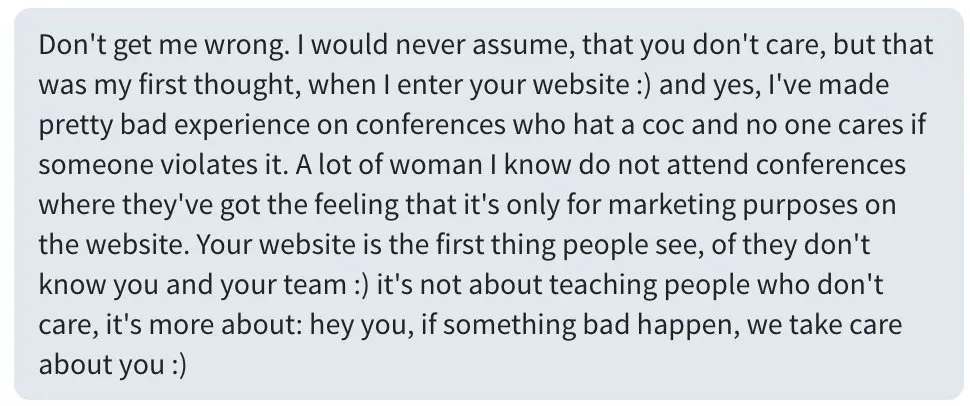 Don't get me wrong. I would never assume, that you don't care, but that
was my first thought, when I enter your website :) and yes, I've made
pretty bad experience on conferences who hat a coc and no one cares if
someone violates it. A lot of woman I know do not attend conferences
where they've got the feeling that it's only for marketing purposes on
the website. Your website is the first thing people see, of they don't
know you and your team :) it's not about teaching people who don't
care, it's more about: hey you, if something bad happen, we take care
about you :)